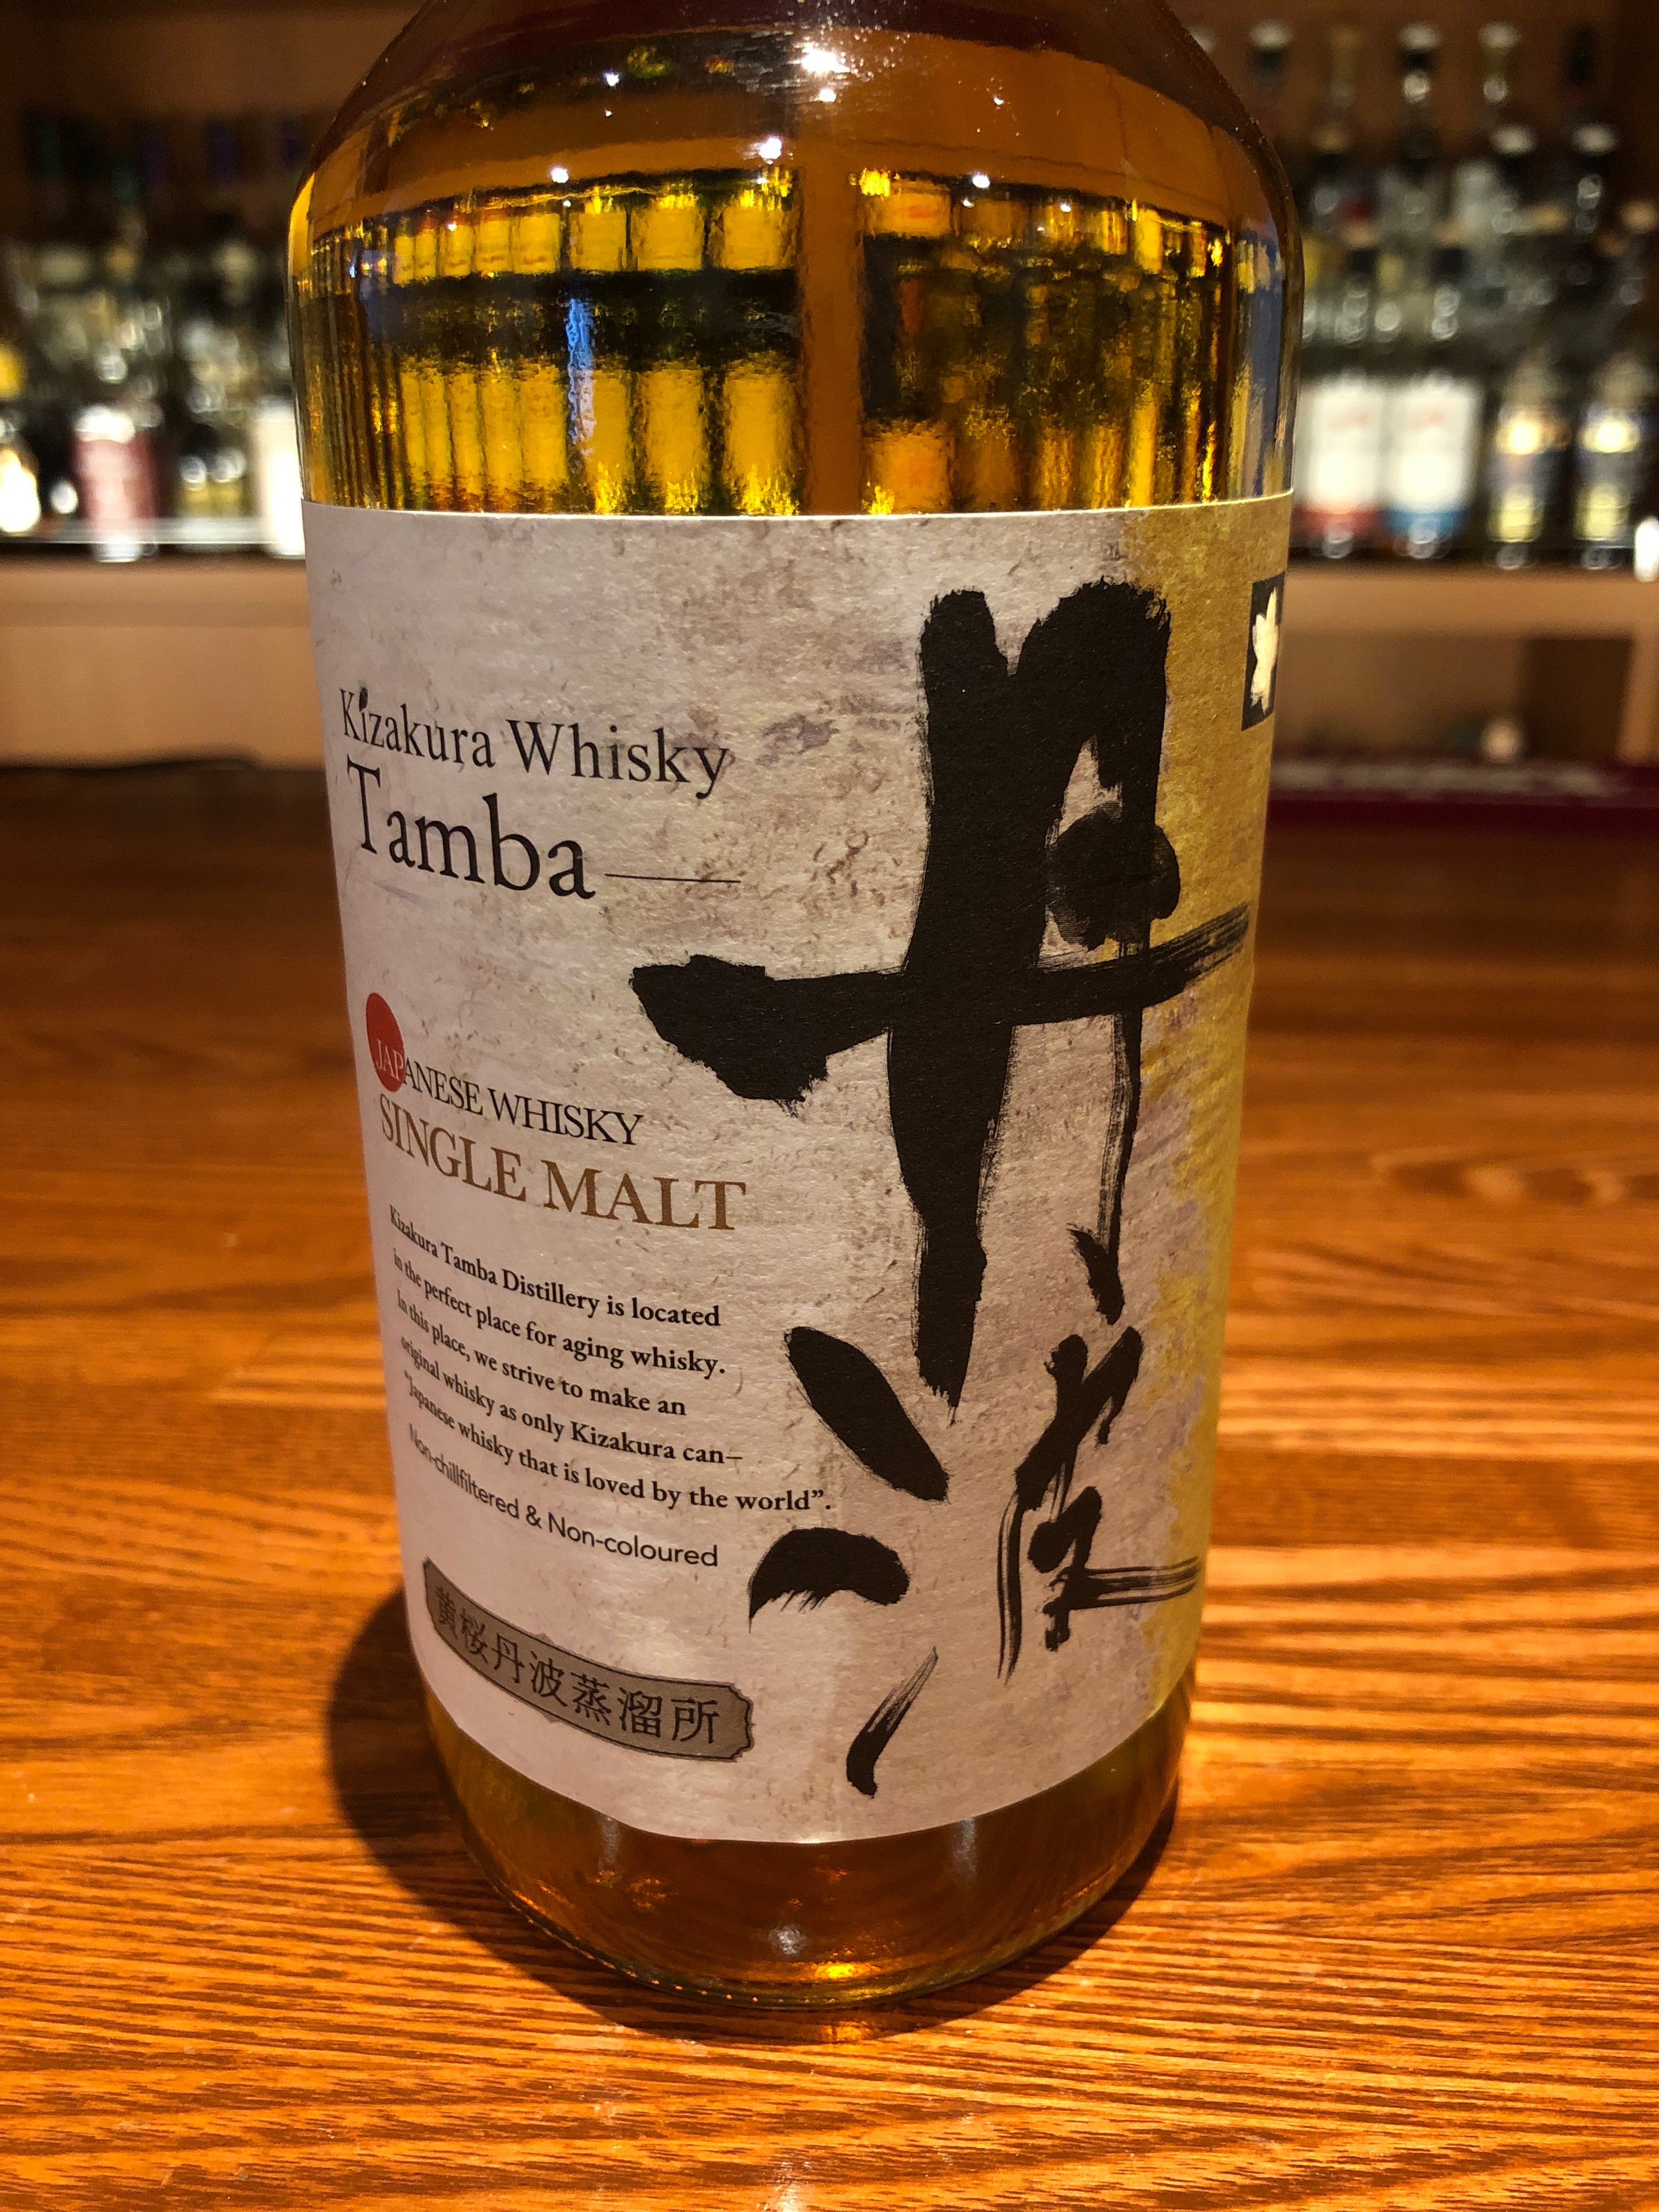 Kizakura Whisky
Tamba
丹波
JAPANESE WHISKY
SINGLE MALT
Kizakura Tamba Distillery is located
in the perfect place for aging whisky.
In this place, we strive to make an
original whisky as only Kizakura can—
"Japanese whisky that is loved by the world".
Non-chillfiltered & Non-coloured
黄桜丹波蒸溜所